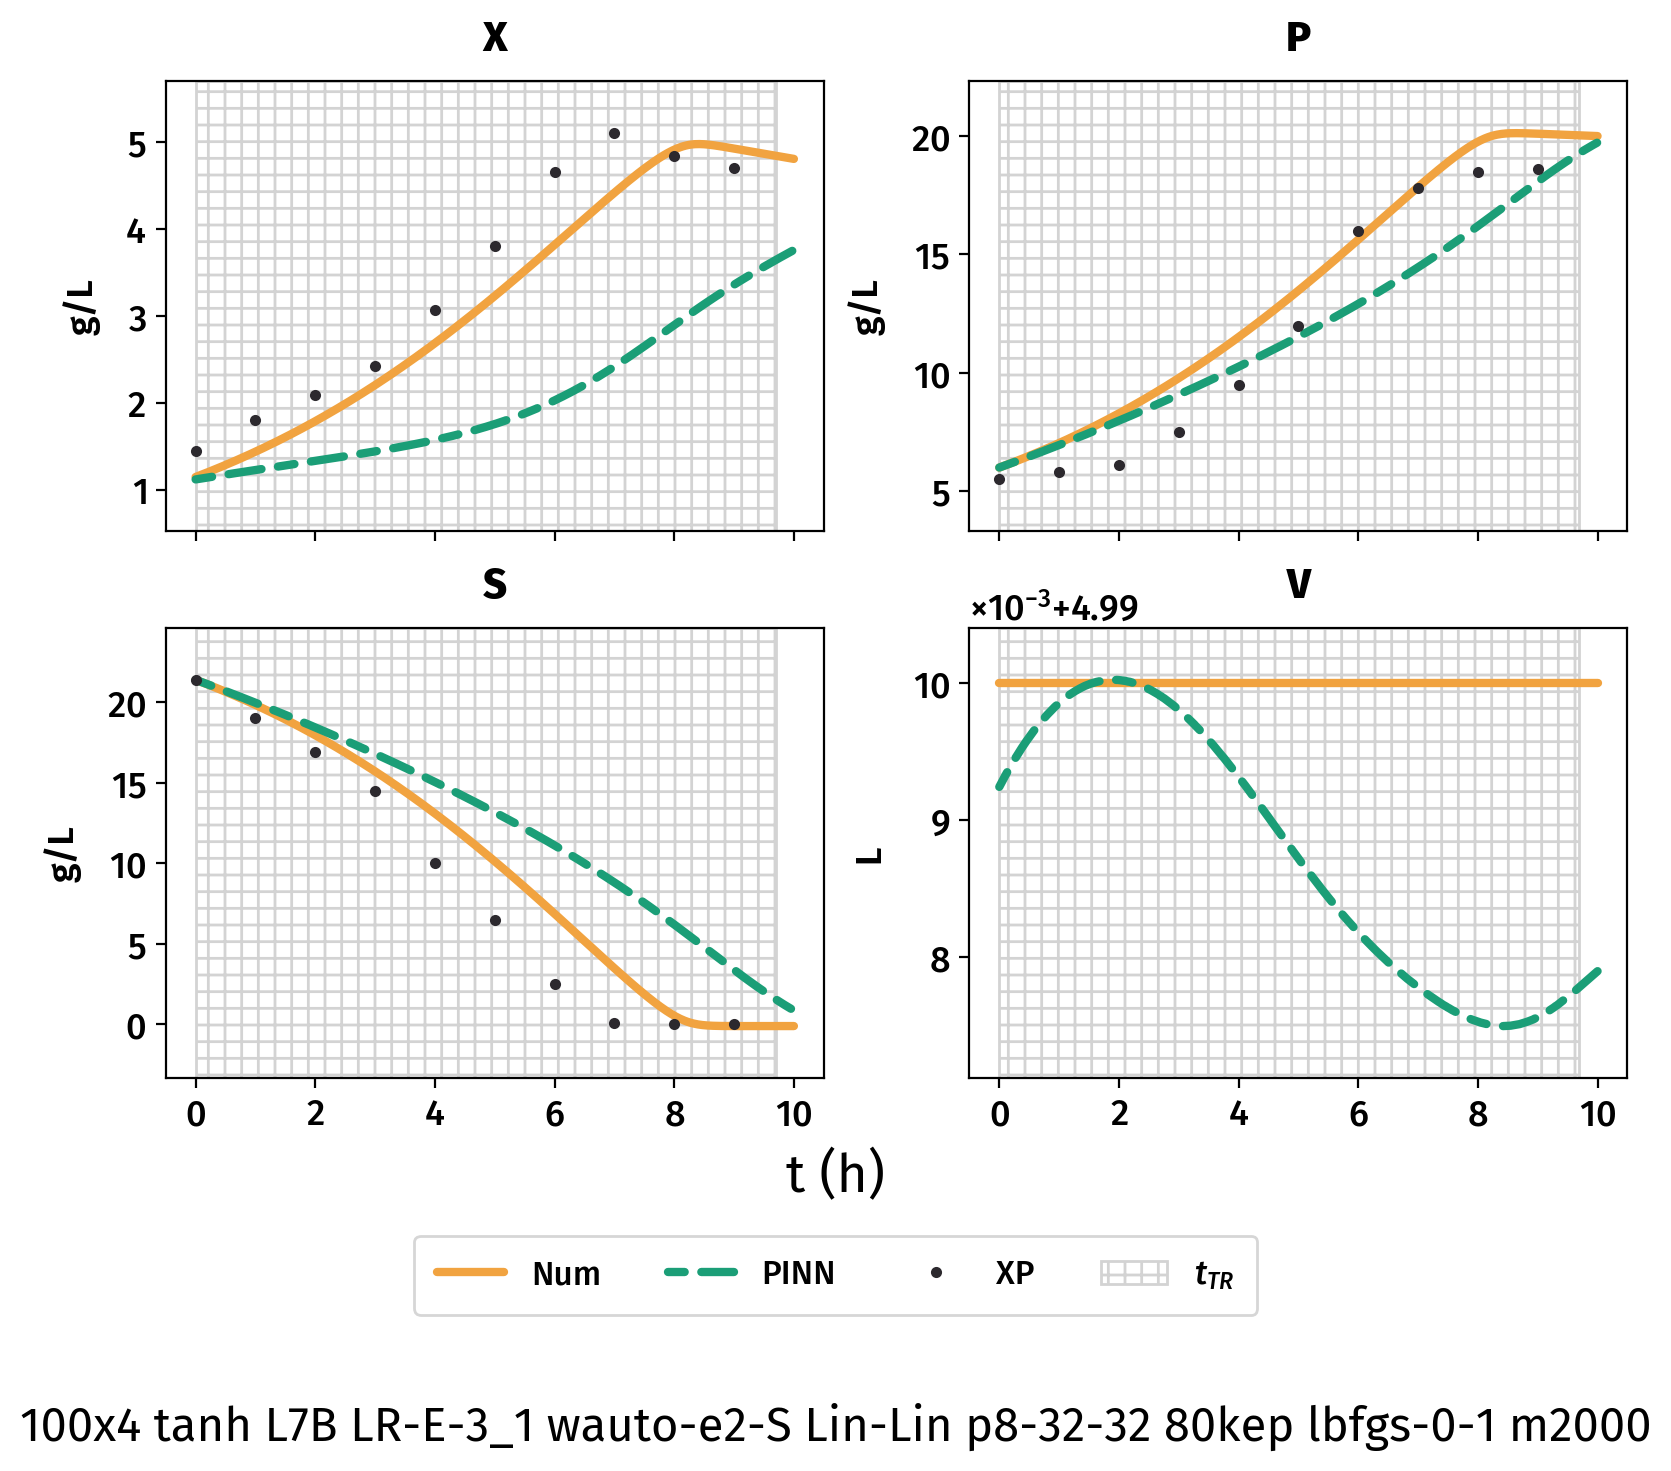 X
P
5
4
3
2
1
g/L
20
15
10
5
g/L
S
V
×10⁻³+4.99
20
15
10
5
0
g/L
10
9
8
L
0 2 4 6 8 10
0 2 4 6 8 10
t (h)
Num PINN XP t_TR
100x4 tanh L7B LR-E-3_1 wauto-e2-S Lin-Lin p8-32-32 80kep lbfgs-0-1 m2000